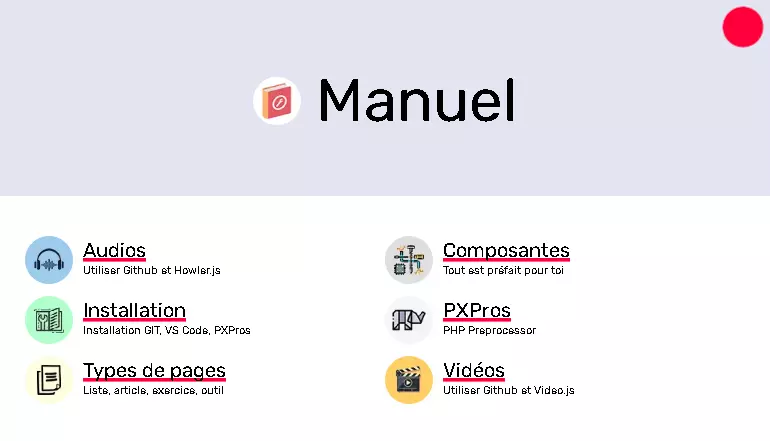 Manuel
Audios
Utiliser Github et Howler.js
Installation
Installation GIT, VS Code, PXPros
Types de pages
Liste, article, exercice, outil
Composantes
Tout est préfait pour toi
PXPros
PHP Preprocessor
Vidéos
Utiliser Github et Video.js